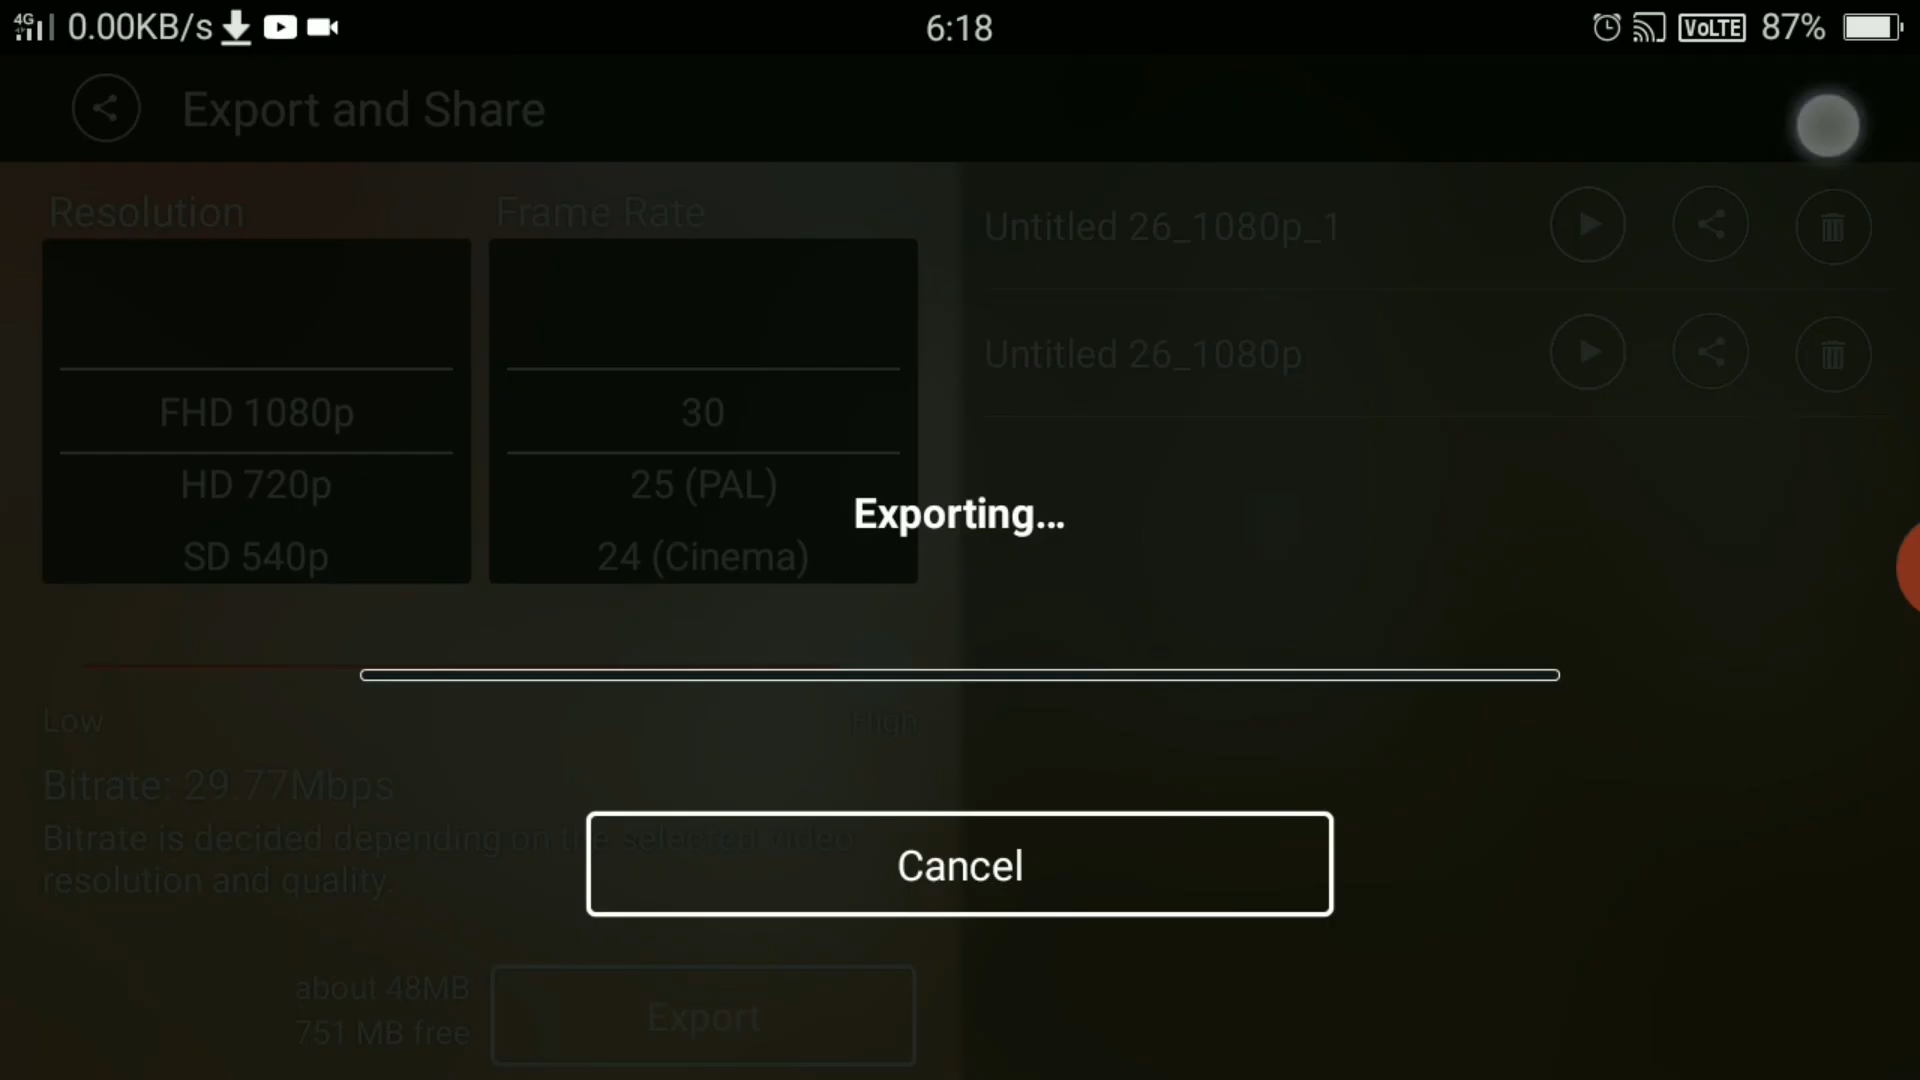 4G 0.00KB/s 6:18 VoLTE 87%
Export and Share
Resolution Frame Rate
FHD 1080p 30
HD 720p 25 (PAL)
SD 540p 24 (Cinema)
Untitled 26_1080p_1
Untitled 26_1080p
Exporting...
Low High
Bitrate: 29.77Mbps
Bitrate is decided depending on the selected video
resolution and quality.
Cancel
about 48MB
751 MB free
Export